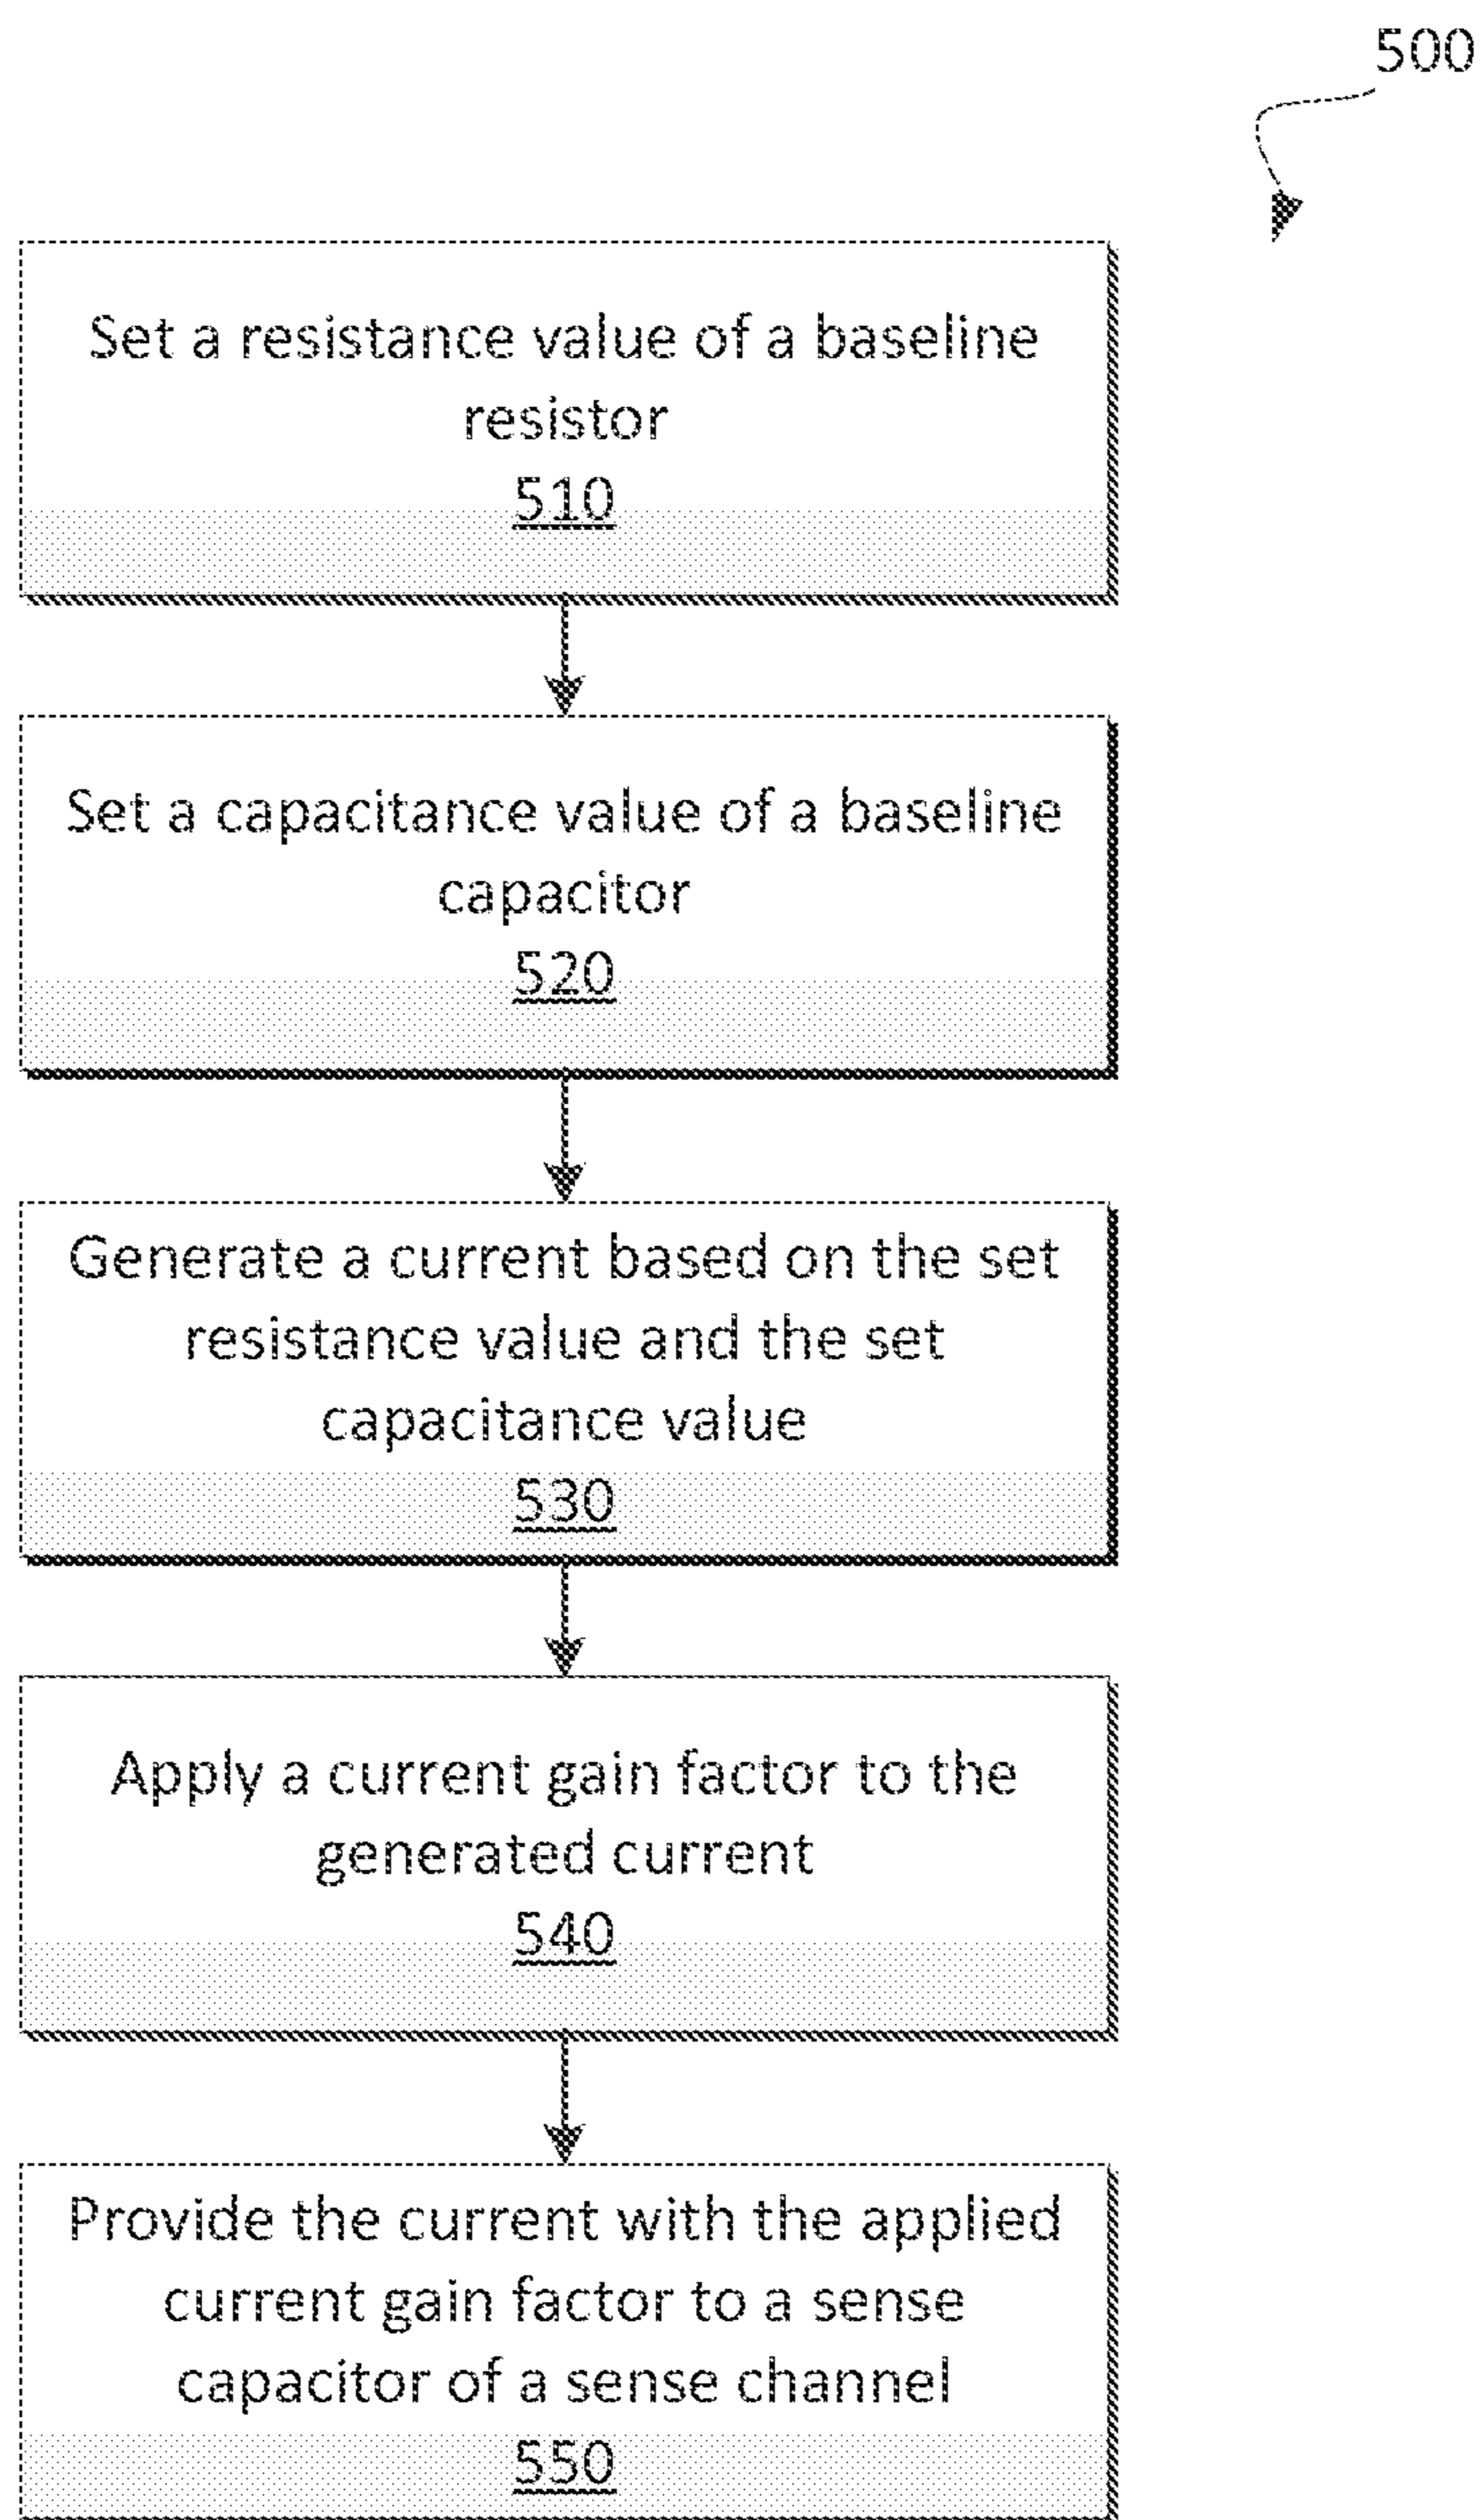 500
Set a resistance value of a baseline
resistor
510
Set a capacitance value of a baseline
capacitor
520
Generate a current based on the set
resistance value and the set
capacitance value
530
Apply a current gain factor to the
generated current
540
Provide the current with the applied
current gain factor to a sense
capacitor of a sense channel
550